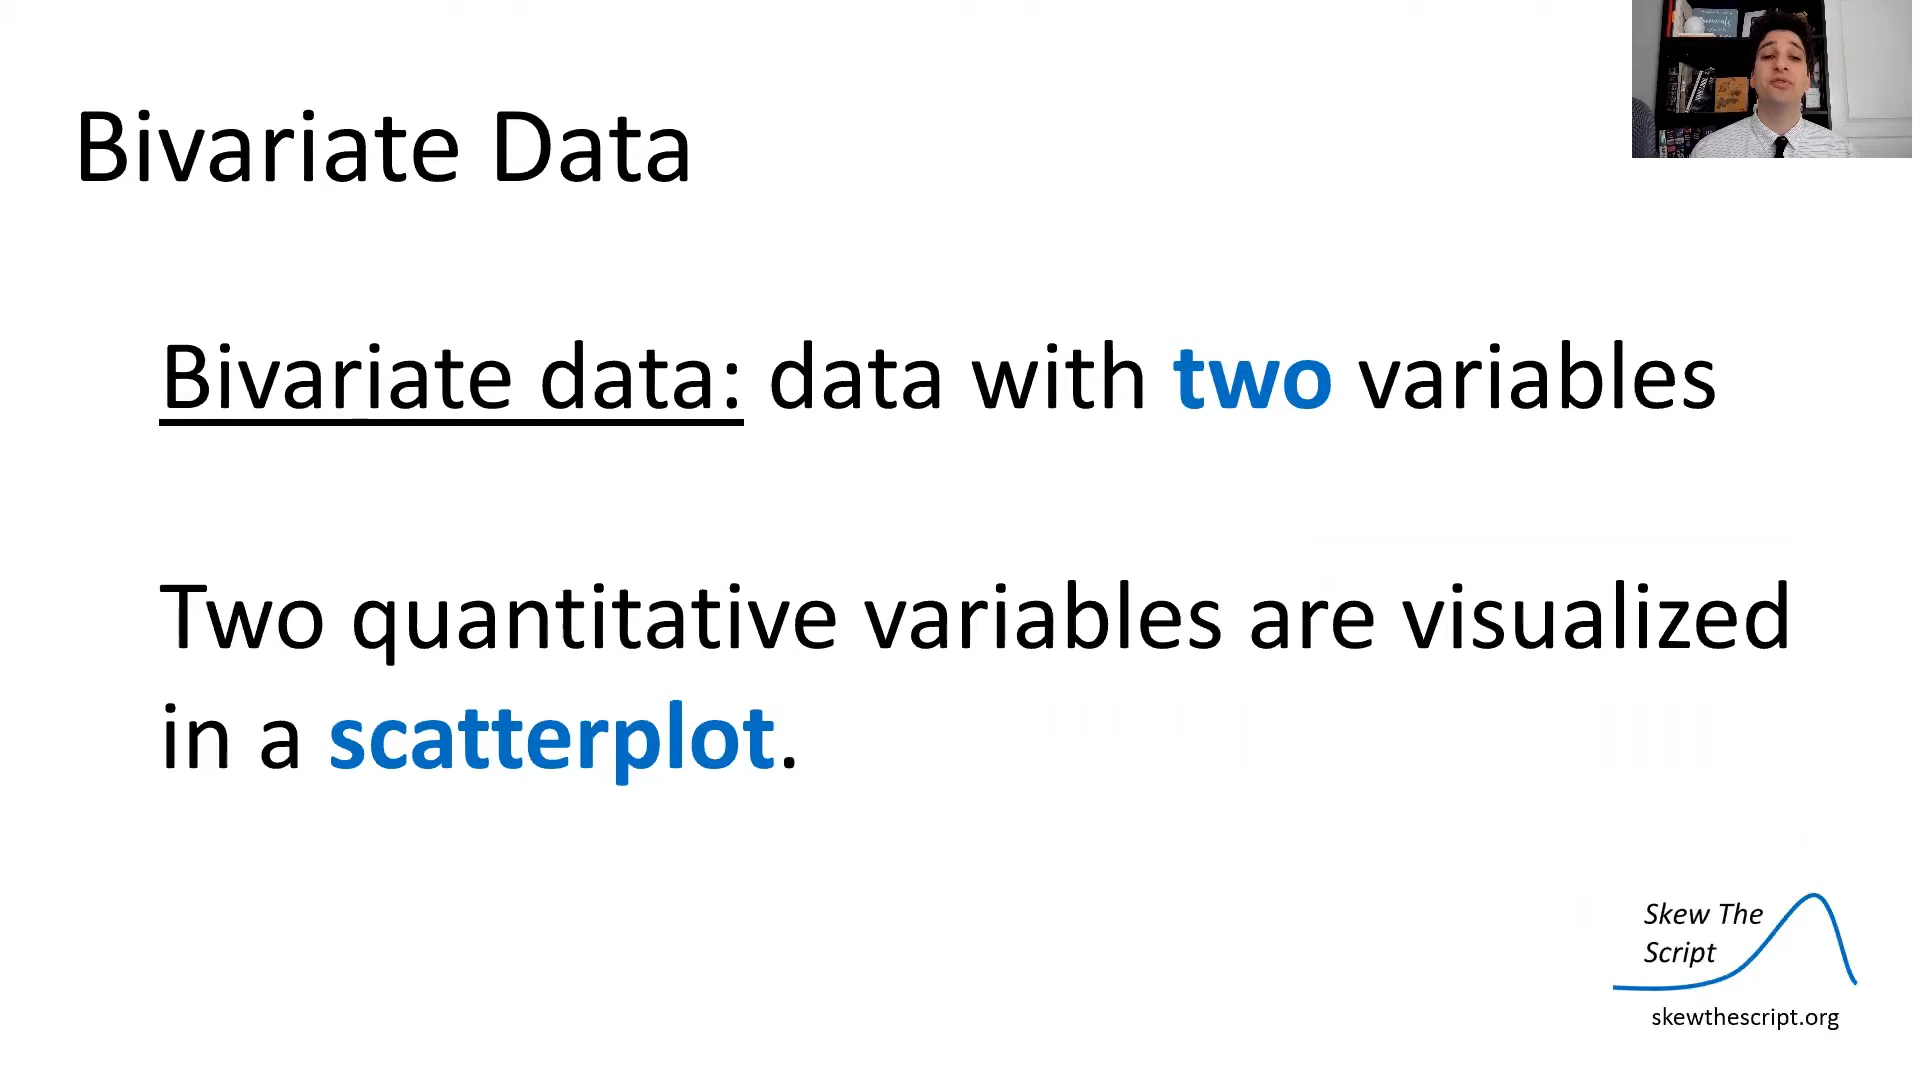 Bivariate Data
Bivariate data: data with two variables
Two quantitative variables are visualized
in a scatterplot.
Skew The
Script
skewthescript.org